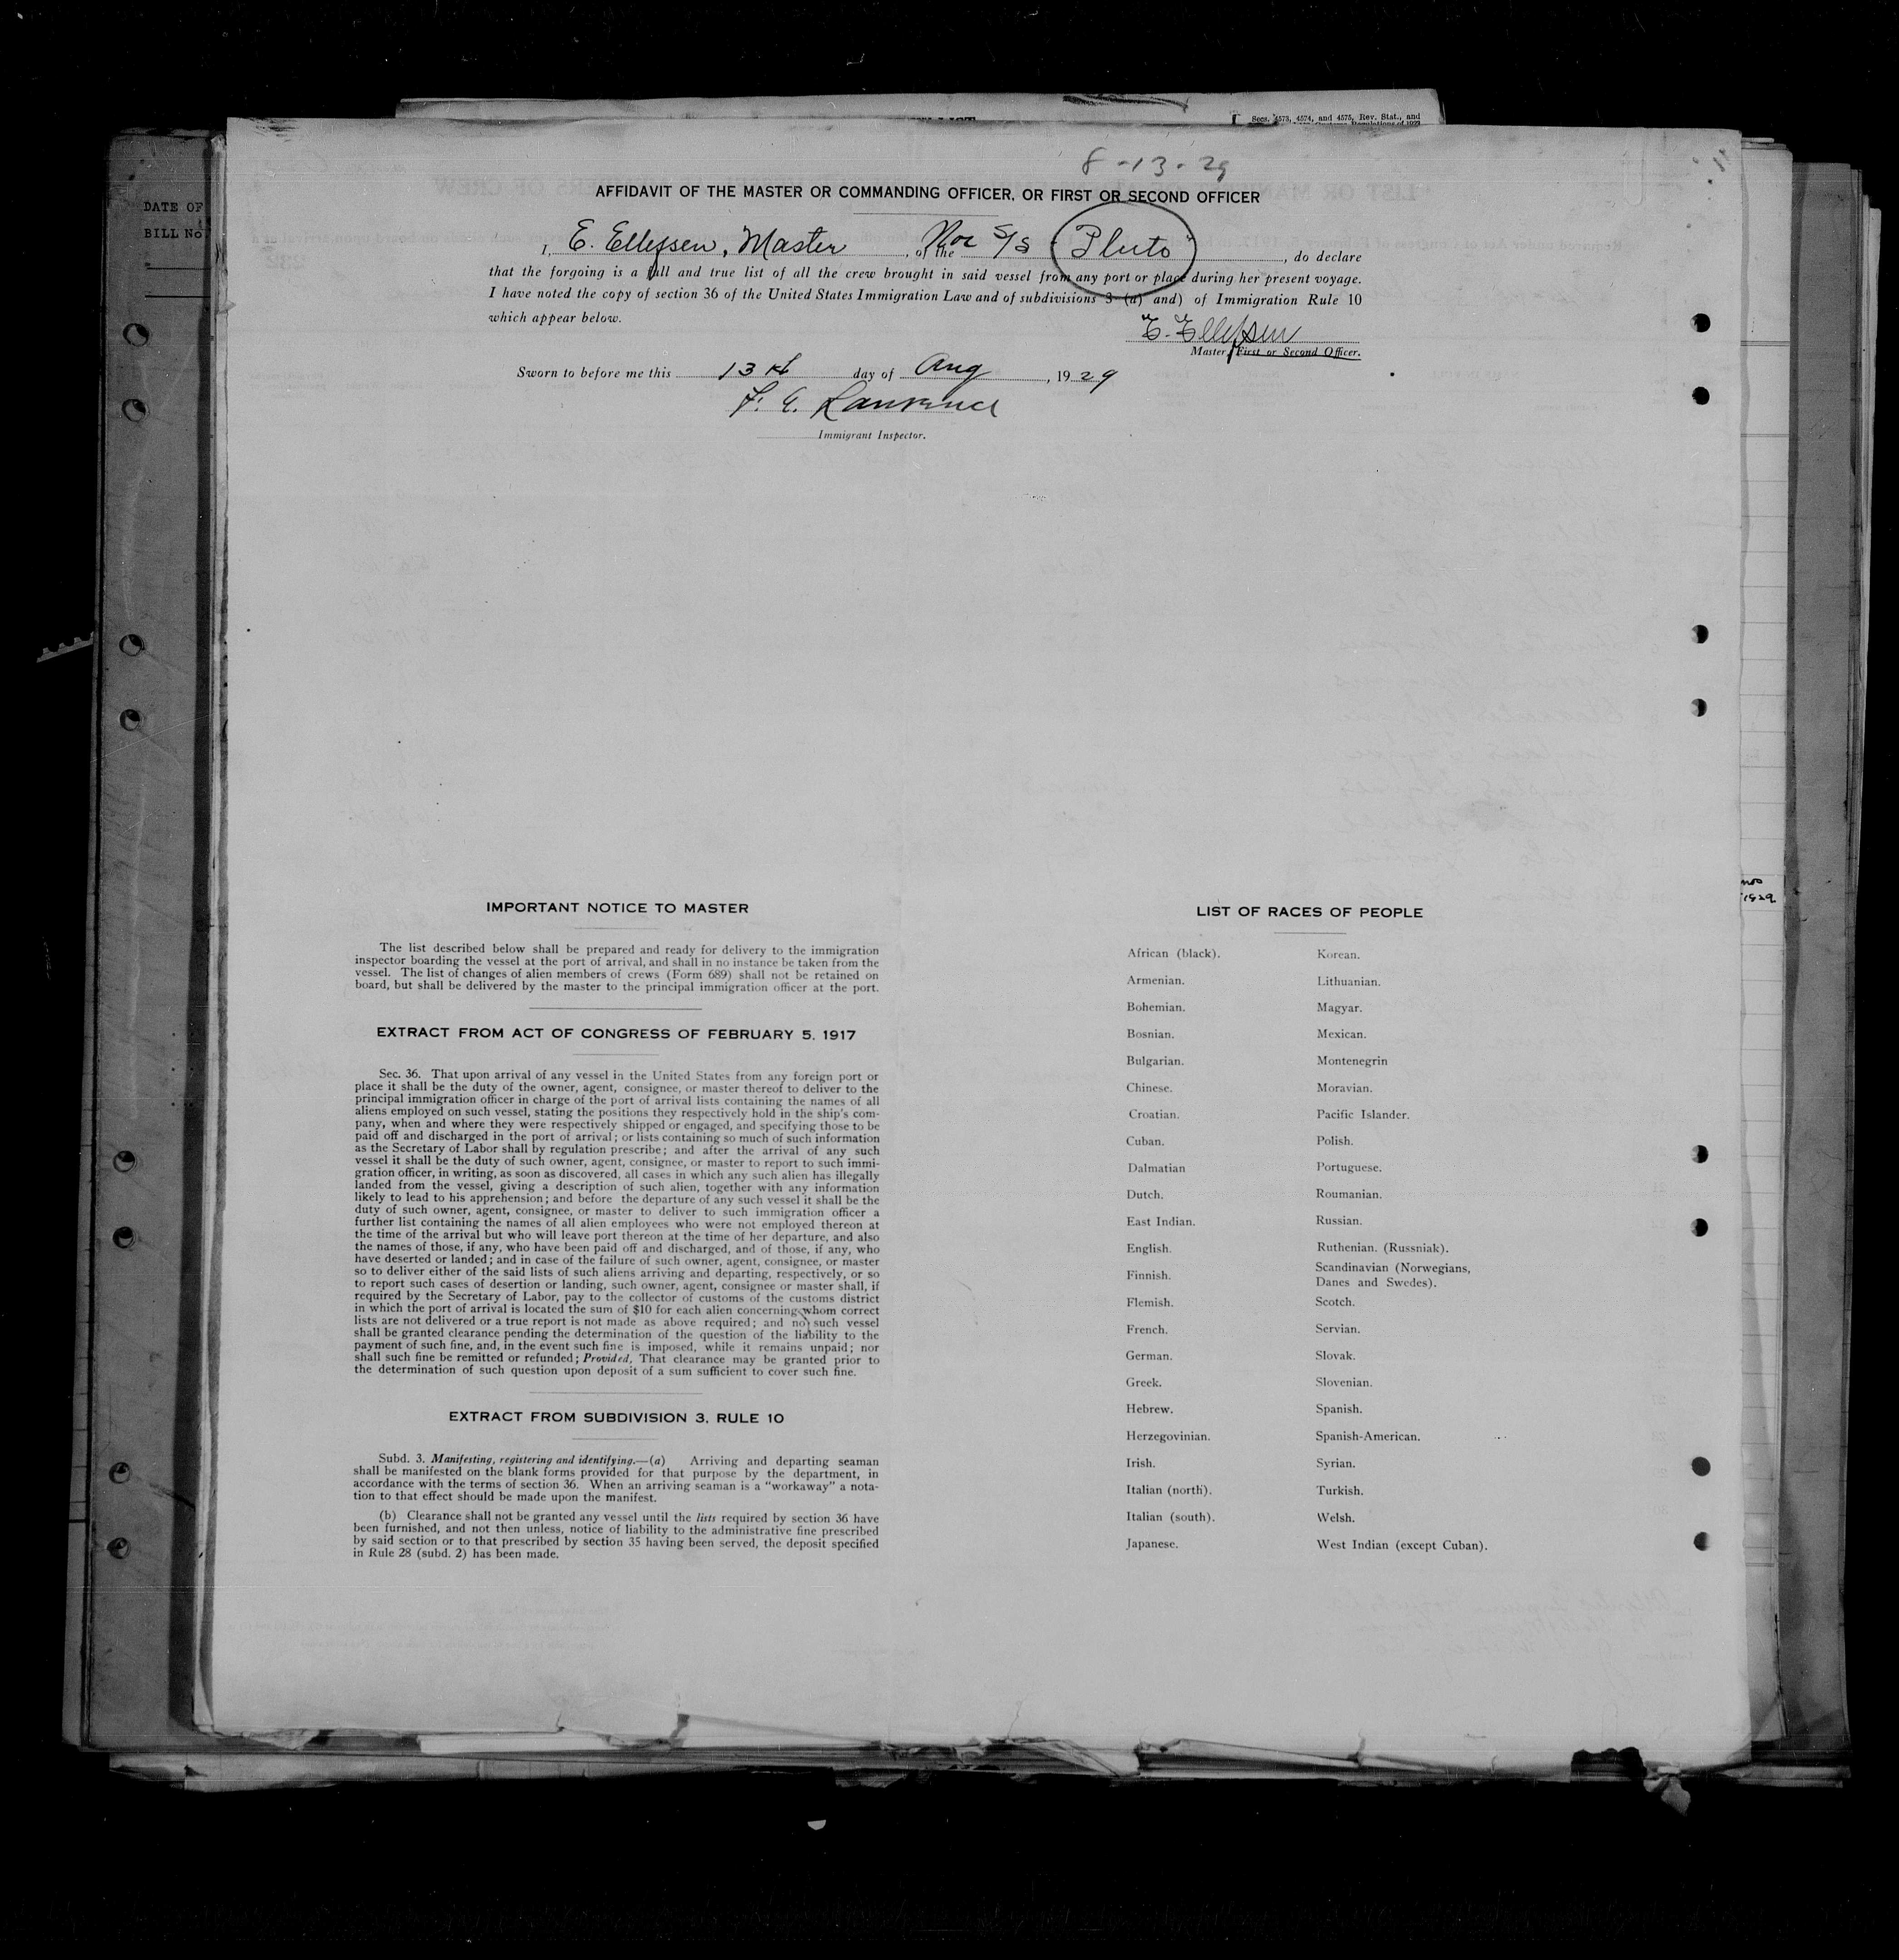 Secs. 4573, 4574, and 4575, Rev. Stat., and
8-13-29
DATE OF
BILL No.
AFFIDAVIT OF THE MASTER OR COMMANDING OFFICER, OR FIRST OR SECOND OFFICER
I, E. Ellefsen, Master, of the Nor S/S "Pluto", do declare
that the forgoing is a full and true list of all the crew brought in said vessel from any port or place during her present voyage.
I have noted the copy of section 36 of the United States Immigration Law and of subdivisions 3 (a) and) of Immigration Rule 10
which appear below.
E. Ellefsen
Master, First or Second Officer.
Sworn to before me this 13th day of Aug, 1929
F. E. Lawrence
Immigrant Inspector.
IMPORTANT NOTICE TO MASTER
The list described below shall be prepared and ready for delivery to the immigration
inspector boarding the vessel at the port of arrival, and shall in no instance be taken from the
vessel. The list of changes of alien members of crews (Form 689) shall not be retained on
board, but shall be delivered by the master to the principal immigration officer at the port.
EXTRACT FROM ACT OF CONGRESS OF FEBRUARY 5, 1917
Sec. 36. That upon arrival of any vessel in the United States from any foreign port or
place it shall be the duty of the owner, agent, consignee, or master thereof to deliver to the
principal immigration officer in charge of the port of arrival lists containing the names of all
aliens employed on such vessel, stating the positions they respectively hold in the ship's com-
pany, when and where they were respectively shipped or engaged, and specifying those to be
paid off and discharged in the port of arrival; or lists containing so much of such information
as the Secretary of Labor shall by regulation prescribe; and after the arrival of any such
vessel it shall be the duty of such owner, agent, consignee, or master to report to such immi-
gration officer, in writing, as soon as discovered, all cases in which any such alien has illegally
landed from the vessel, giving a description of such alien, together with any information
likely to lead to his apprehension; and before the departure of any such vessel it shall be the
duty of such owner, agent, consignee, or master to deliver to such immigration officer a
further list containing the names of all alien employees who were not employed thereon at
the time of the arrival but who will leave port thereon at the time of her departure, and also
the names of those, if any, who have been paid off and discharged, and of those, if any, who
have deserted or landed; and in case of the failure of such owner, agent, consignee, or master
so to deliver either of the said lists of such aliens arriving and departing, respectively, or so
to report such cases of desertion or landing, such owner, agent, consignee or master shall, if
required by the Secretary of Labor, pay to the collector of customs of the customs district
in which the port of arrival is located the sum of $10 for each alien concerning whom correct
lists are not delivered or a true report is not made as above required; and no such vessel
shall be granted clearance pending the determination of the question of the liability to the
payment of such fine, and, in the event such fine is imposed, while it remains unpaid; nor
shall such fine be remitted or refunded; Provided, That clearance may be granted prior to
the determination of such question upon deposit of a sum sufficient to cover such fine.
EXTRACT FROM SUBDIVISION 3, RULE 10
Subd. 3. Manifesting, registering and identifying.—(a) Arriving and departing seaman
shall be manifested on the blank forms provided for that purpose by the department, in
accordance with the terms of section 36. When an arriving seaman is a "workaway" a nota-
tion to that effect should be made upon the manifest.
(b) Clearance shall not be granted any vessel until the lists required by section 36 have
been furnished, and not then unless, notice of liability to the administrative fine prescribed
by said section or to that prescribed by section 35 having been served, the deposit specified
in Rule 28 (subd. 2) has been made.
LIST OF RACES OF PEOPLE
African (black).
Armenian.
Bohemian.
Bosnian.
Bulgarian.
Chinese.
Croatian.
Cuban.
Dalmatian
Dutch.
East Indian.
English.
Finnish.
Flemish.
French.
German.
Greek.
Hebrew.
Herzegovinian.
Irish.
Italian (north).
Italian (south).
Japanese.
Korean.
Lithuanian.
Magyar.
Mexican.
Montenegrin
Moravian.
Pacific Islander.
Polish.
Portuguese.
Roumanian.
Russian.
Ruthenian. (Russniak).
Scandinavian (Norwegians,
Danes and Swedes).
Scotch.
Servian.
Slovak.
Slovenian.
Spanish.
Spanish-American.
Syrian.
Turkish.
Welsh.
West Indian (except Cuban).